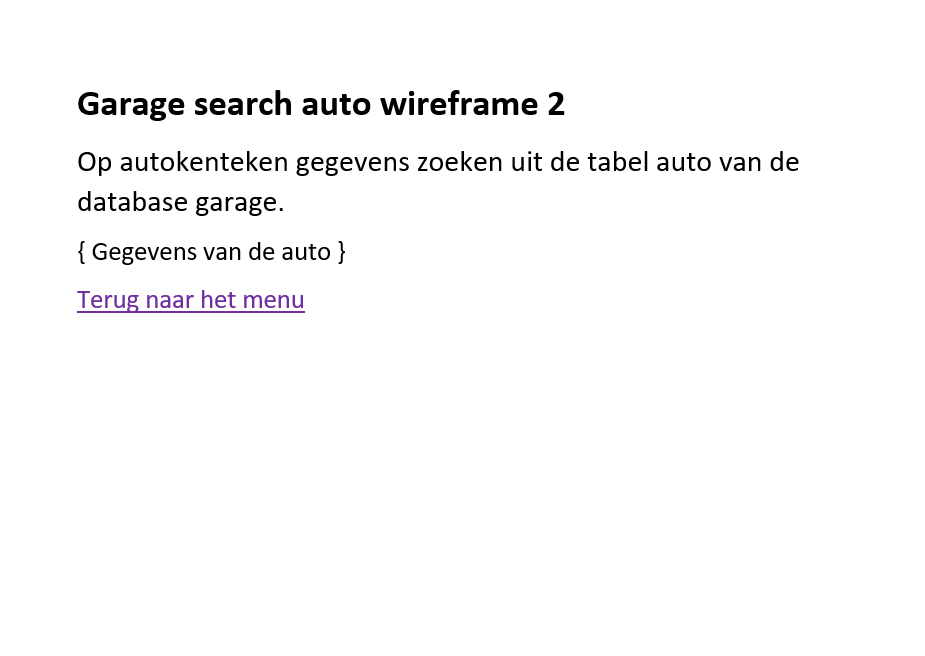 Garage search auto wireframe 2
Op autokenteken gegevens zoeken uit de tabel auto van de
database garage.
{ Gegevens van de auto }
Terug naar het menu